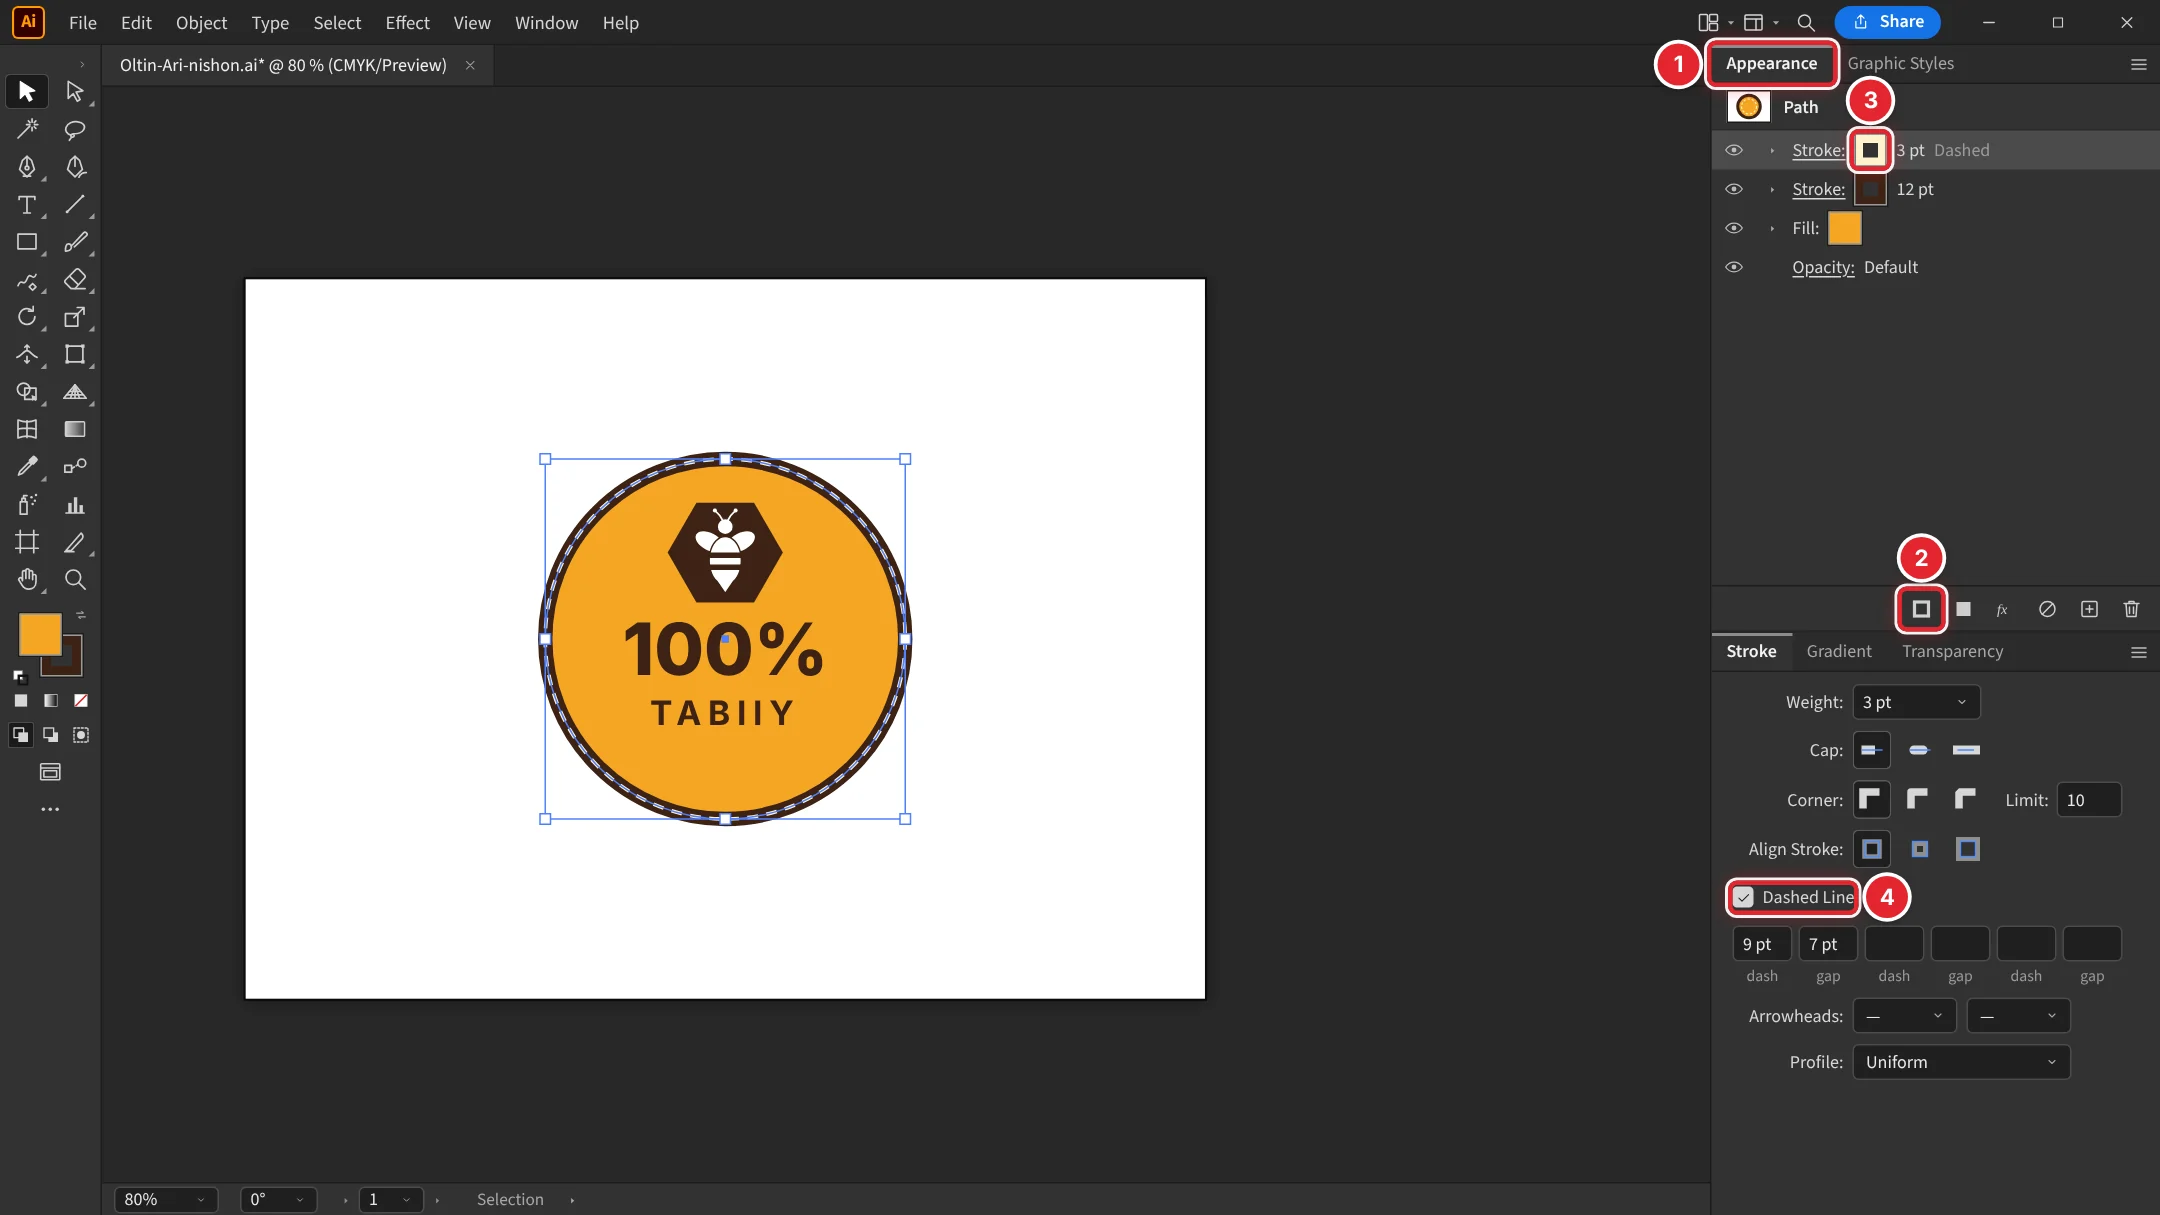 Ai File Edit Object Type Select Effect View Window Help Share
Oltin-Ari-nishon.ai* @ 80 % (CMYK/Preview)
1 Appearance Graphic Styles
Path 3
Stroke: 3 pt Dashed
Stroke: 12 pt
Fill:
Opacity: Default
100%
TABIIY
2
fx
Stroke Gradient Transparency
Weight: 3 pt
Cap:
Corner: Limit: 10
Align Stroke:
Dashed Line 4
9 pt 7 pt
dash gap dash gap dash gap
Arrowheads: — —
Profile: Uniform
80% 0° 1 Selection